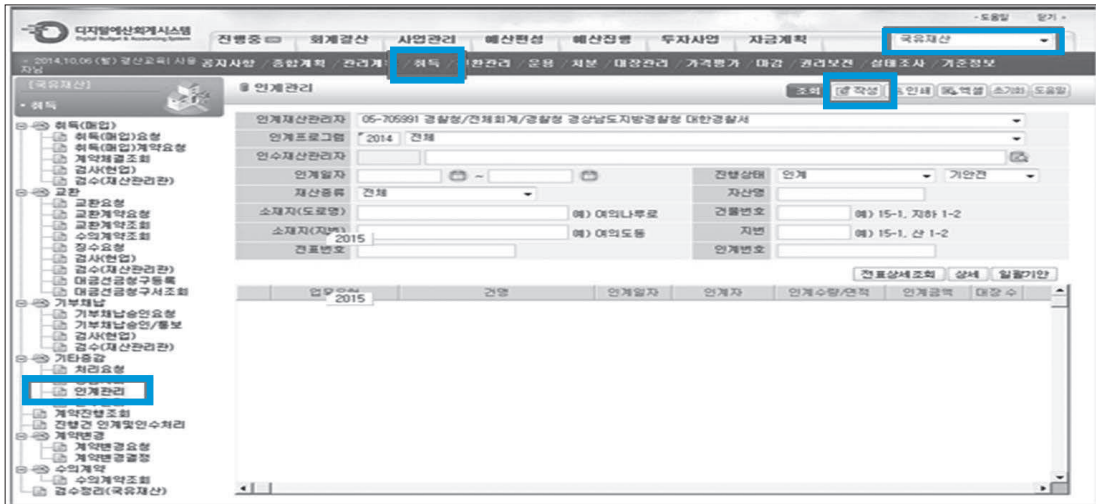 - 도움말 닫기 -
디지털예산회계시스템
Digital Budget & Accounting System
진행중 회계결산 사업관리 예산편성 예산집행 투자사업 자금계획 국유재산
2014.10.06 (월) 경산교육1 사용자님
공지사항 / 종합계획 / 관리계 / 취득 / 환관리 / 운용 / 처분 / 대장관리 / 가격평가 / 마감 / 권리보전 / 실태조사 / 기준정보
[국유재산]
• 취득
인계관리
조회 작성 인쇄 엑셀 초기화 도움말
취득(매입)
취득(매입)요청
취득(매입)계약요청
계약체결조회
검사(현업)
검수(재산관리관)
교환
교환요청
교환계약요청
교환계약조회
수의계약조회
징수요청
검사(현업)
검수(재산관리관)
대금선금청구등록
대금선금청구서조회
기부채납
기부채납승인요청
기부채납승인/통보
검사(현업)
검수(재산관리관)
기타증감
처리요청
인계관리
계약진행조회
진행건 인계및인수처리
계약변경
계약변경요청
계약변경결정
수의계약
수의계약조회
검수정리(국유재산)
인계재산관리자 05-705991 경찰청/전체회계/경찰청 경상남도지방경찰청 대한경찰서
인계프로그램 2014 전체
인수재산관리자
인계일자 ~ 진행상태 인계 기안전
재산종류 전체 자산명
소재지(도로명) 예) 여의나루로 건물번호 예) 15-1, 지하 1-2
소재지(지번) 2015 예) 여의도동 지번 예) 15-1, 산 1-2
전표번호 인계번호
전표상세조회 상세 일괄기안
업무유형 2015 건명 인계일자 인계자 인계수량/면적 인계금액 대장 수